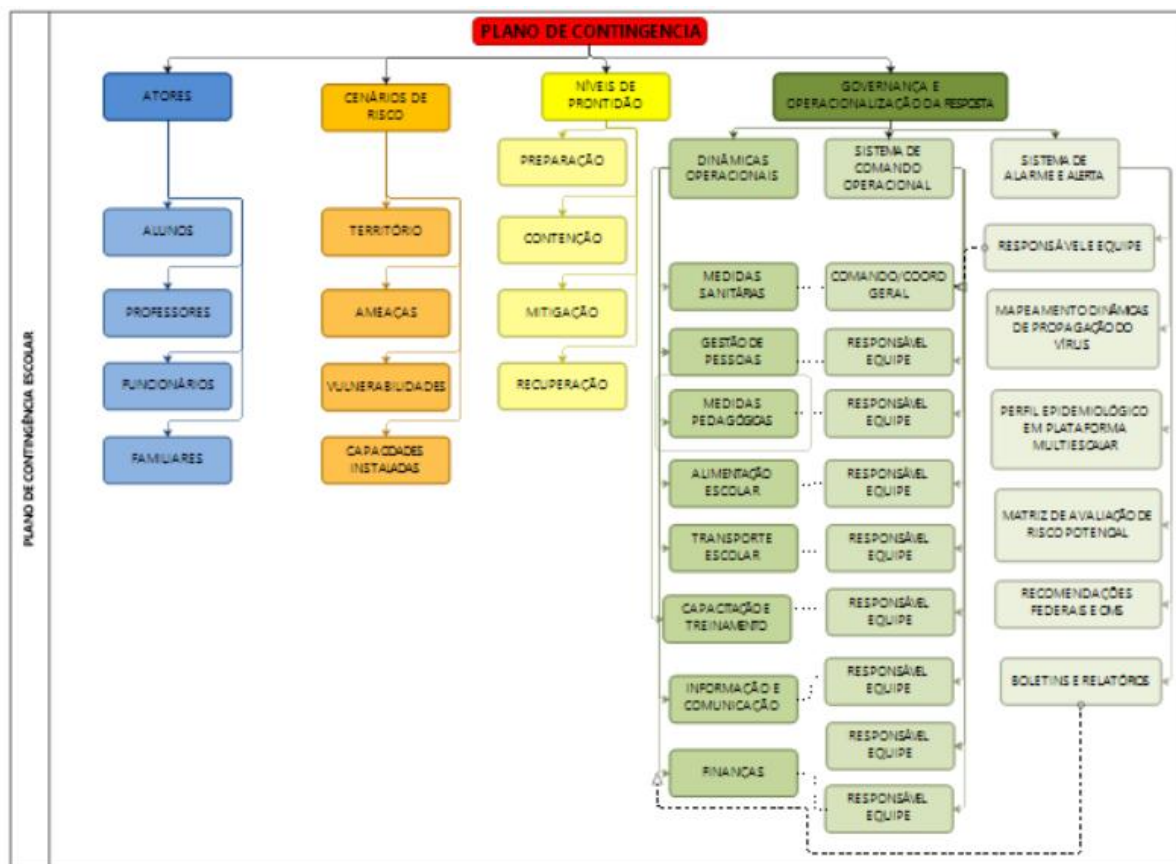 PLANO DE CONTINGÊNCIA
ATORES
CENÁRIOS DE
RISCO
NÍVEIS DE
PRONTIDÃO
GOVERNANÇA E
OPERACIONALIZAÇÃO DA RESPOSTA
ALUNOS
PROFESSORES
FUNCIONÁRIOS
FAMILIARES
TERRITÓRIO
AMEAÇAS
VULNERABILIDADES
CAPACIDADES
INSTALADAS
PREPARAÇÃO
CONTENÇÃO
MITIGAÇÃO
RECUPERAÇÃO
DINÂMICAS
OPERACIONAIS
MEDIDAS
SANITÁRIAS
GESTÃO DE
PESSOAS
MEDIDAS
PEDAGÓGICAS
ALIMENTAÇÃO
ESCOLAR
TRANSPORTE
ESCOLAR
CAPACITAÇÃO E
TREINAMENTO
INFORMAÇÃO E
COMUNICAÇÃO
FINANÇAS
SISTEMA DE
COMANDO
OPERACIONAL
COMANDO/COORD
GERAL
RESPONSÁVEL
EQUIPE
RESPONSÁVEL
EQUIPE
RESPONSÁVEL
EQUIPE
RESPONSÁVEL
EQUIPE
RESPONSÁVEL
EQUIPE
RESPONSÁVEL
EQUIPE
RESPONSÁVEL
EQUIPE
RESPONSÁVEL
EQUIPE
SISTEMA DE
ALARME E ALERTA
RESPONSÁVEL E EQUIPE
MAPEAMENTO DINÂMICAS
DE PROPAGAÇÃO DO
VÍRUS
PERFIL EPIDEMIOLÓGICO
EM PLATAFORMA
MULTIESCALAR
MATRIZ DE AVALIAÇÃO DE
RISCO POTENCIAL
RECOMENDAÇÕES
FEDERAIS E OMS
BOLETINS E RELATÓRIOS
PLANO DE CONTINGÊNCIA ESCOLAR